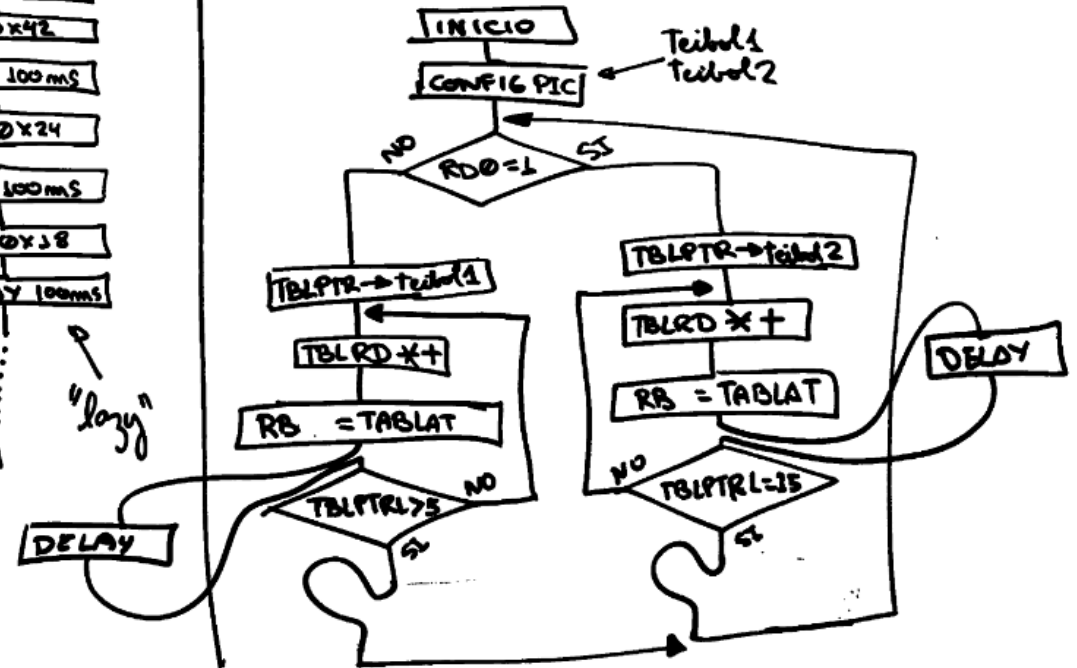 0x42
100ms
0x24
100ms
0x18
Y 100ms
"lazy"
INICIO
CONFIG PIC
Teibol1
Teibol2
NO
RD0=1
SI
TBLPTR→teibol1
TBLRD *+
RB = TABLAT
TBLPTRL>5
NO
SI
DELAY
TBLPTR→teibol2
TBLRD *+
RB = TABLAT
NO
TBLPTRL=15
SI
DELAY